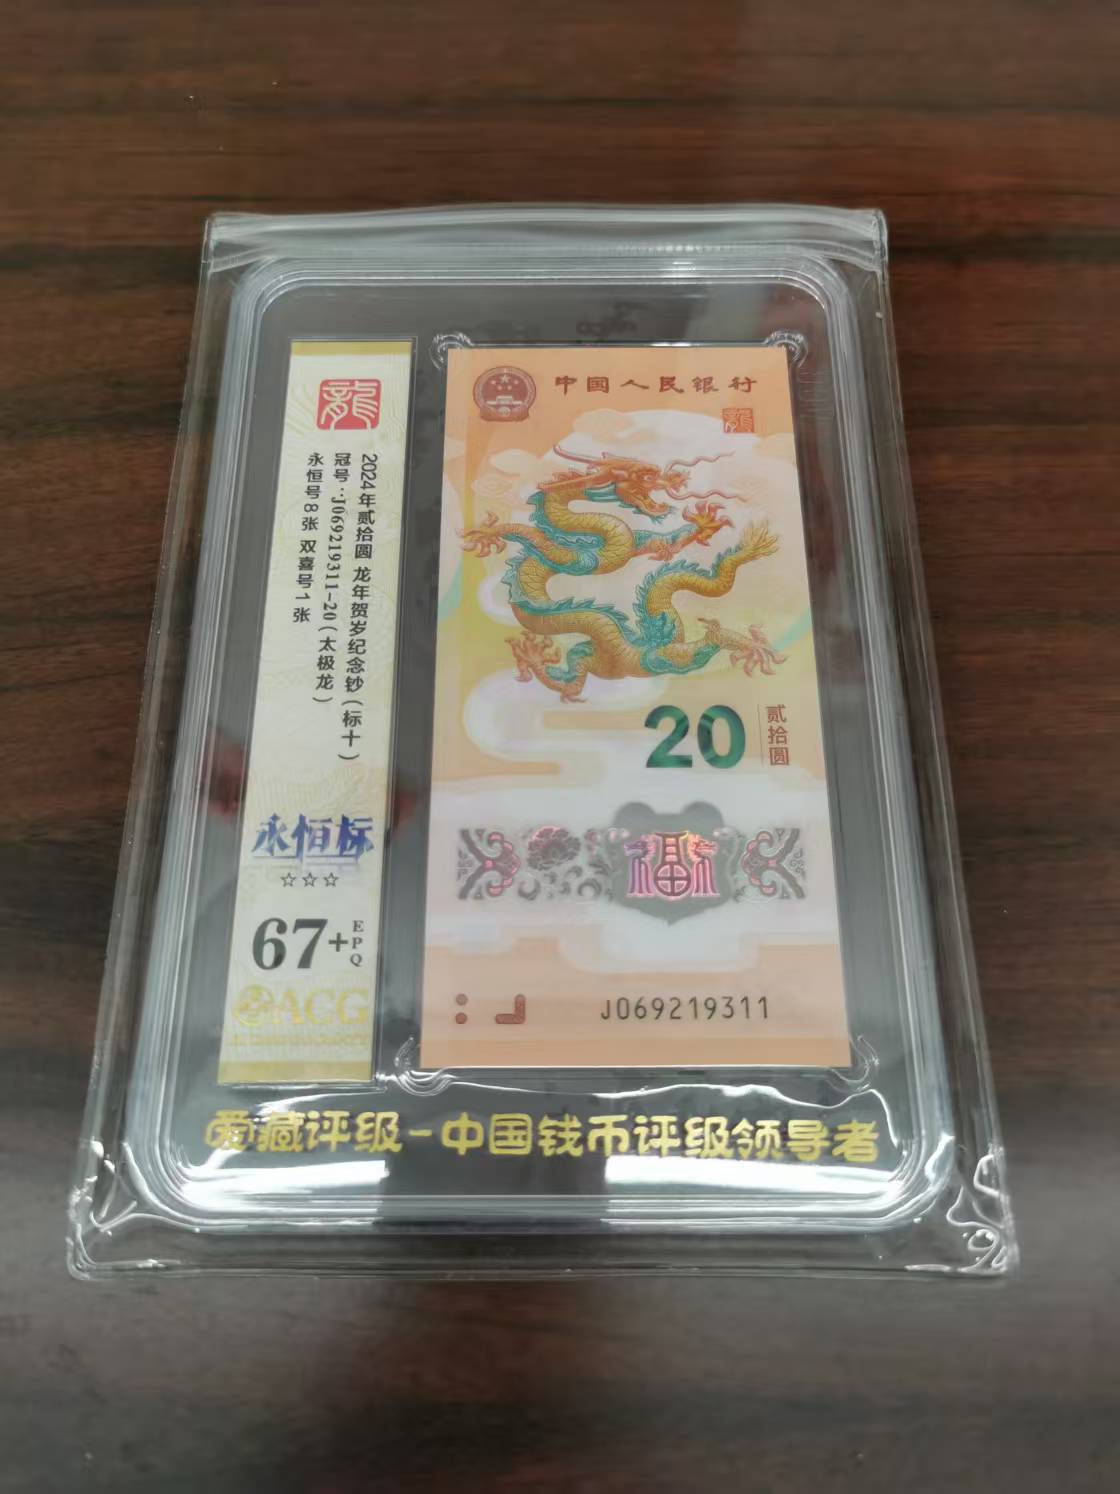 龍
2024年贰拾圆 龙年贺岁纪念钞(标十)
冠号:J069219311-20(太极龙)
永恒号8张 双喜号1张
永恒标
☆☆☆
67+
EPQ
ACG
中国人民银行
龍
20
贰拾圆
福
J069219311
爱藏评级-中国钱币评级领导者